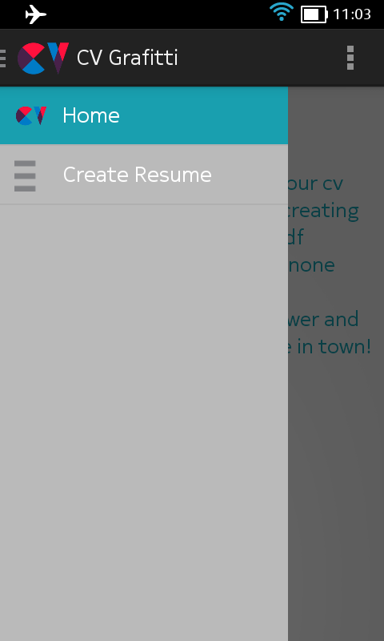 11:03
CV Grafitti
Home
Create Resume
our cv
creating
df
none
wer and
e in town!